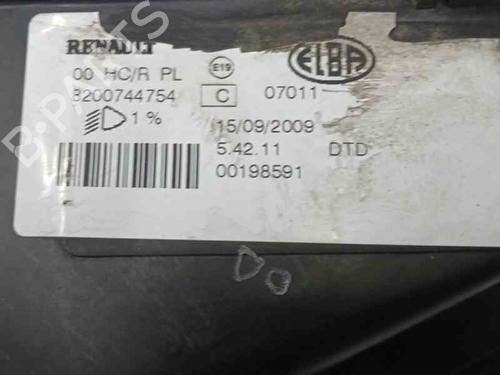 RENAULT
ELBA
00 HC/R PL E19
8200744754 C 07011
1 %
15/09/2009
5.42.11 DTD
00198591
B-PARTS